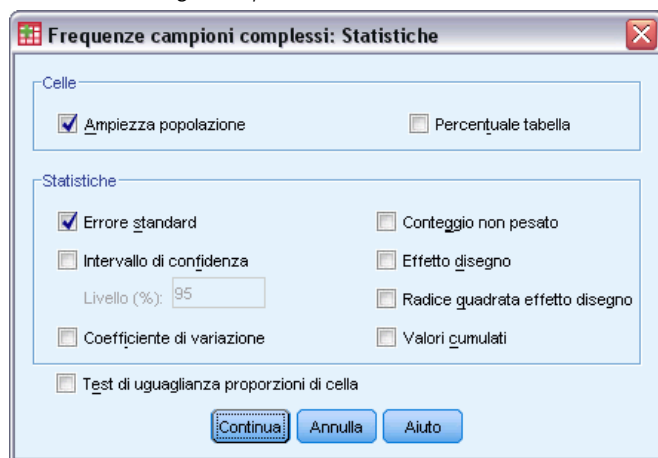 Frequenze campioni complessi: Statistiche
Celle
Ampiezza popolazione
Percentuale tabella
Statistiche
Errore standard
Conteggio non pesato
Intervallo di confidenza
Effetto disegno
Livello (%): 95
Radice quadrata effetto disegno
Coefficiente di variazione
Valori cumulati
Test di uguaglianza proporzioni di cella
Continua
Annulla
Aiuto